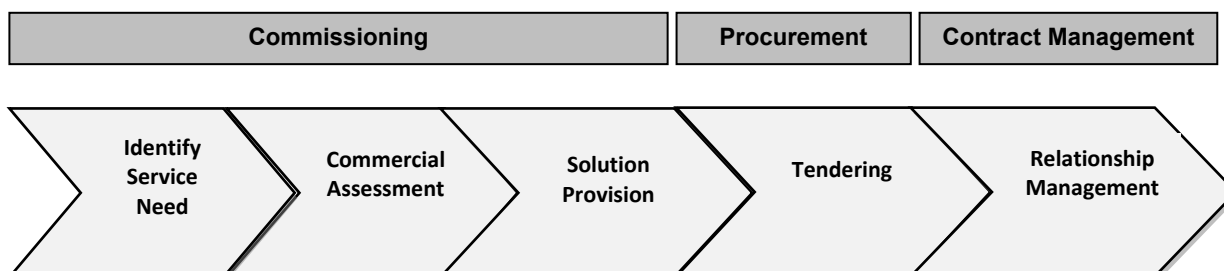 Commissioning
Procurement
Contract Management
Identify
Service
Need
Commercial
Assessment
Solution
Provision
Tendering
Relationship
Management